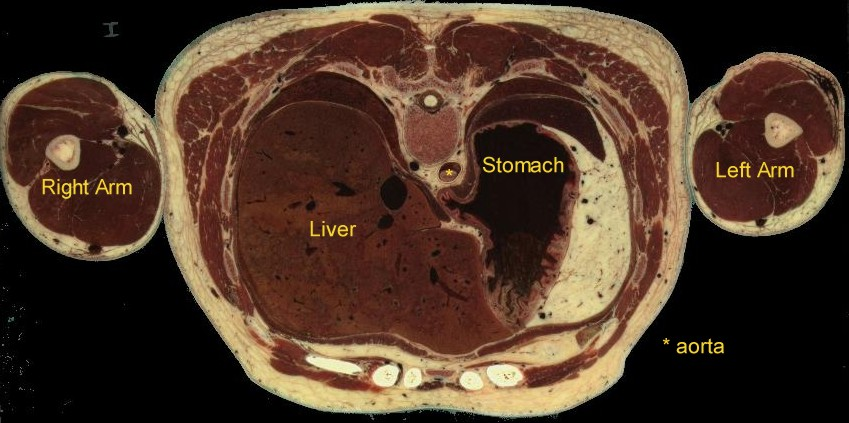 Stomach
Left Arm
Right Arm
Liver
*
* aorta